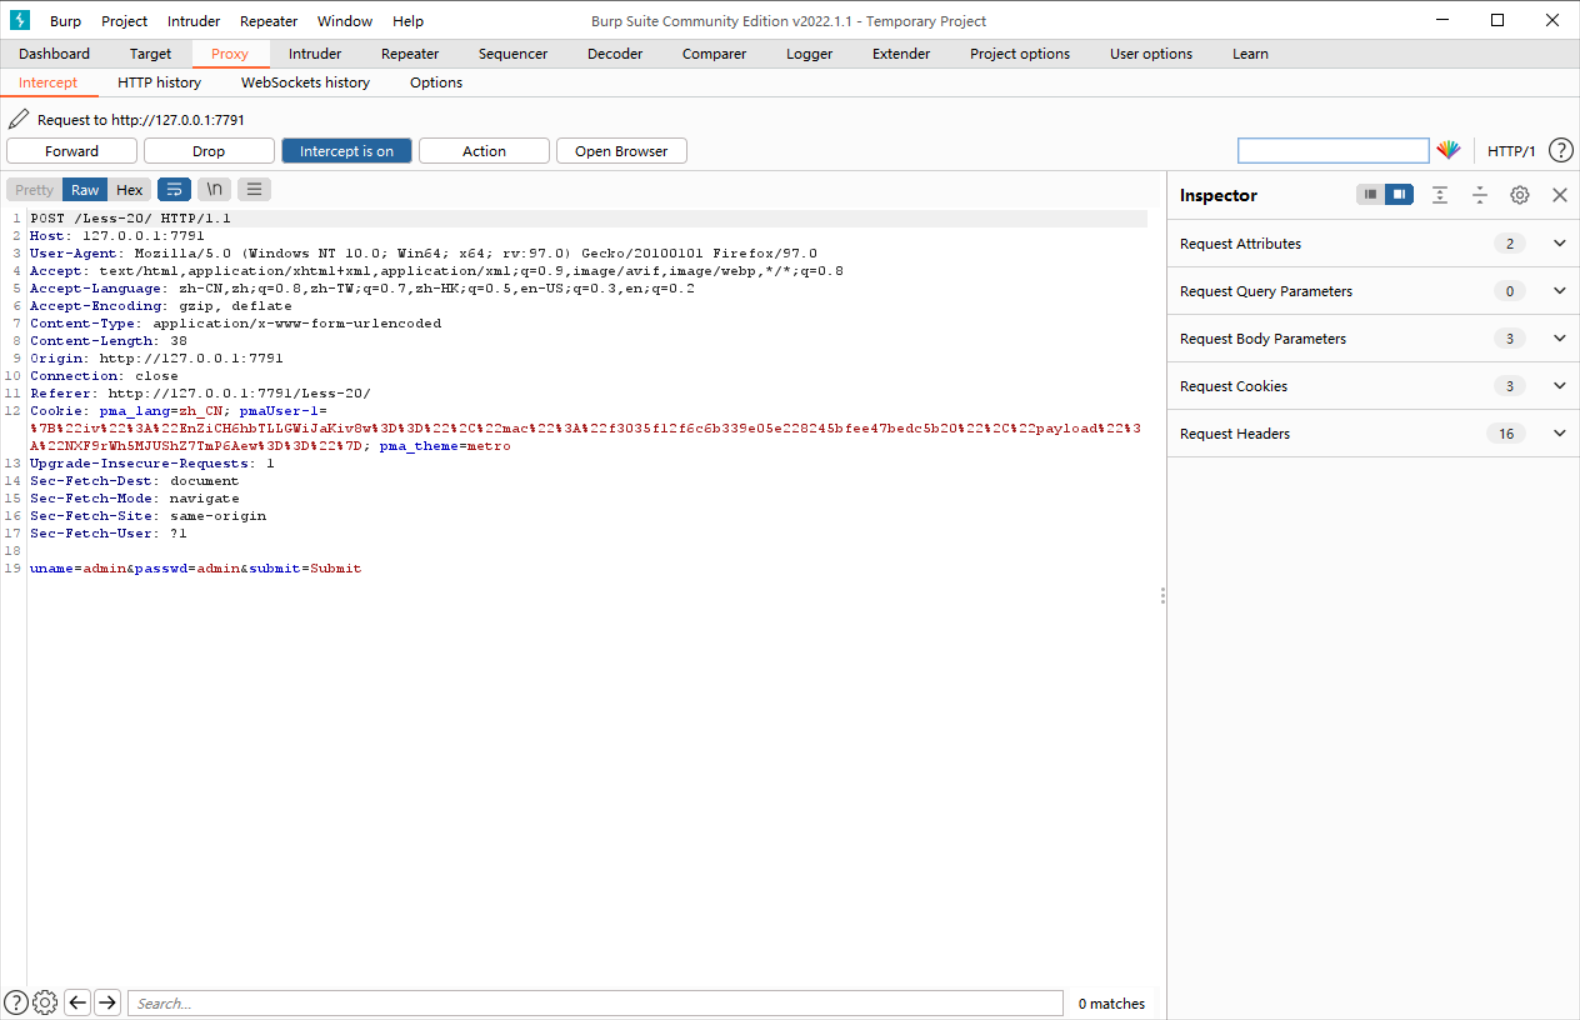 Burp Project Intruder Repeater Window Help Burp Suite Community Edition v2022.1.1 - Temporary Project
Dashboard Target Proxy Intruder Repeater Sequencer Decoder Comparer Logger Extender Project options User options Learn
Intercept HTTP history WebSockets history Options
Request to http://127.0.0.1:7791
Forward Drop Intercept is on Action Open Browser HTTP/1 ?
Pretty Raw Hex \n
Inspector
1 POST /Less-20/ HTTP/1.1
2 Host: 127.0.0.1:7791
3 User-Agent: Mozilla/5.0 (Windows NT 10.0; Win64; x64; rv:97.0) Gecko/20100101 Firefox/97.0
4 Accept: text/html,application/xhtml+xml,application/xml;q=0.9,image/avif,image/webp,*/*;q=0.8
5 Accept-Language: zh-CN,zh;q=0.8,zh-TW;q=0.7,zh-HK;q=0.5,en-US;q=0.3,en;q=0.2
6 Accept-Encoding: gzip, deflate
7 Content-Type: application/x-www-form-urlencoded
8 Content-Length: 38
9 Origin: http://127.0.0.1:7791
10 Connection: close
11 Referer: http://127.0.0.1:7791/Less-20/
12 Cookie: pma_lang=zh_CN; pmaUser-1=
%7B%22iv%22%3A%22EnZiCH6hbTLLGWiJaKiv8w%3D%3D%22%2C%22mac%22%3A%22f3035f12f6c6b339e05e228245bfee47bedc5b20%22%2C%22payload%22%3
A%22NXF9rWh5MJUShZ7TmP6Aew%3D%3D%22%7D; pma_theme=metro
13 Upgrade-Insecure-Requests: 1
14 Sec-Fetch-Dest: document
15 Sec-Fetch-Mode: navigate
16 Sec-Fetch-Site: same-origin
17 Sec-Fetch-User: ?1
18
19 uname=admin&passwd=admin&submit=Submit
Request Attributes 2
Request Query Parameters 0
Request Body Parameters 3
Request Cookies 3
Request Headers 16
? Search... 0 matches